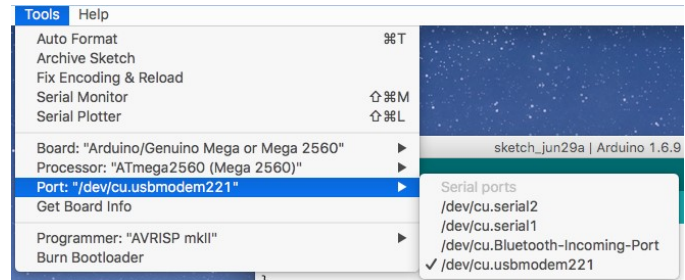 Tools Help
Auto Format ⌘T
Archive Sketch
Fix Encoding & Reload
Serial Monitor ⇧⌘M
Serial Plotter ⇧⌘L
Board: "Arduino/Genuino Mega or Mega 2560"
Processor: "ATmega2560 (Mega 2560)"
Port: "/dev/cu.usbmodem221"
Get Board Info
Programmer: "AVRISP mkII"
Burn Bootloader
sketch_jun29a | Arduino 1.6.9
Serial ports
/dev/cu.serial2
/dev/cu.serial1
/dev/cu.Bluetooth-Incoming-Port
✓ /dev/cu.usbmodem221
}